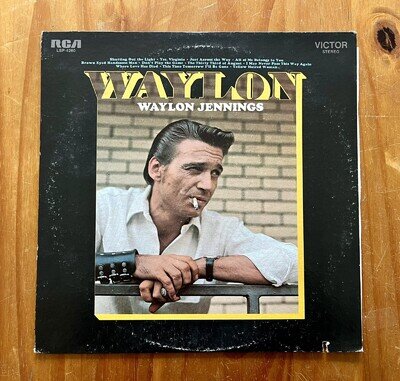 RCA VICTOR
LSP-4260 STEREO
Shutting Out the Light · Yes, Virginia · Just Across the Way · All of Me Belongs to You
Brown Eyed Handsome Man · Don't Play the Game · The Thirty Third of August · I May Never Pass This Way Again
Where Love Has Died · This Time Tomorrow I'll Be Gone · Yellow Haired Woman
WAYLON
WAYLON JENNINGS